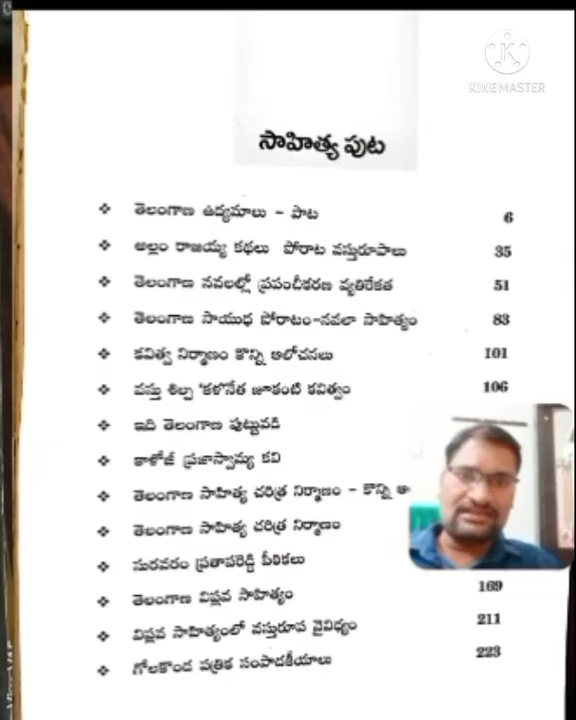 KINEMASTER
సాహిత్య పుట
❖ తెలంగాణ ఉద్యమాలు - పాట 6
❖ అల్లం రాజయ్య కథలు పోరాట వస్తురూపాలు 35
❖ తెలంగాణ నవలల్లో ప్రపంచీకరణ వ్యతిరేకత 51
❖ తెలంగాణ సాయుధ పోరాటం-నవలా సాహిత్యం 83
❖ కవిత్వ నిర్మాణం కొన్ని ఆలోచనలు 101
❖ వస్తు శిల్ప 'కళానేత జూకంటి కవిత్వం 106
❖ ఇది తెలంగాణ పుట్టువడి
❖ కాళోజీ ప్రజాస్వామ్య కవి
❖ తెలంగాణ సాహిత్య చరిత్ర నిర్మాణం - కొన్ని
❖ తెలంగాణ సాహిత్య చరిత్ర నిర్మాణం
❖ సురవరం ప్రతాపరెడ్డి పీఠికలు
❖ తెలంగాణ విప్లవ సాహిత్యం 169
❖ విప్లవ సాహిత్యంలో వస్తురూప వైవిధ్యం 211
❖ గోలకొండ పత్రిక సంపాదకీయాలు 223